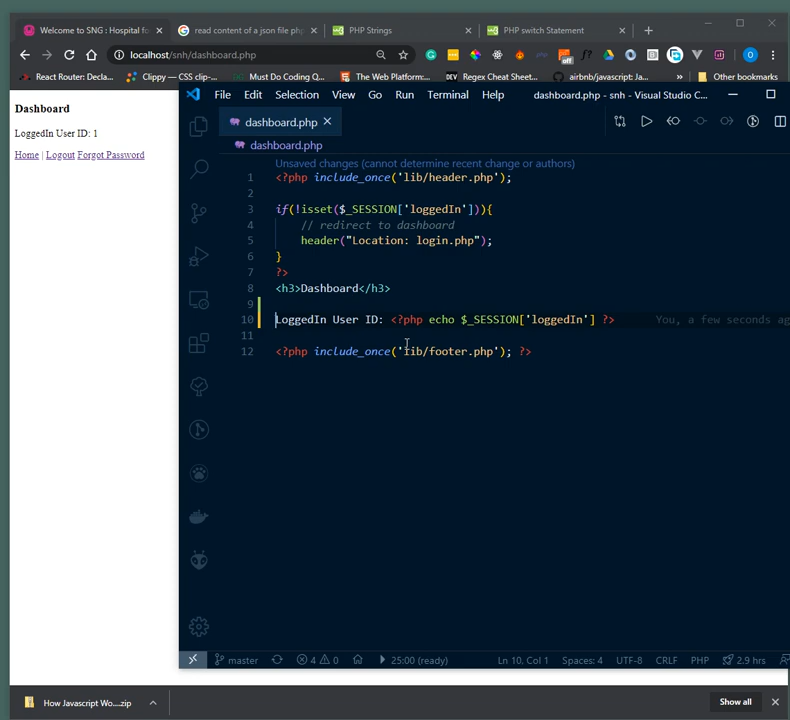 Welcome to SNG : Hospital fo
read content of a json file php
PHP Strings
PHP switch Statement
localhost/snh/dashboard.php
off
f?
O
React Router: Decla...
Clippy — CSS clip-...
Must Do Coding Q...
The Web Platform:...
DEV
Regex Cheat Sheet...
airbnb/javascript: Ja...
»
Other bookmarks
Dashboard
LoggedIn User ID: 1
Home | Logout Forgot Password
File Edit Selection View Go Run Terminal Help
dashboard.php - snh - Visual Studio C...
dashboard.php
dashboard.php
Unsaved changes (cannot determine recent change or authors)
1 <?php include_once('lib/header.php');
2
3 if(!isset($_SESSION['loggedIn'])){
4 // redirect to dashboard
5 header("Location: login.php");
6 }
7 ?>
8 <h3>Dashboard</h3>
9
10 LoggedIn User ID: <?php echo $_SESSION['loggedIn'] ?> You, a few seconds ag
11
12 <?php include_once('lib/footer.php'); ?>
master 4 0 25:00 (ready) Ln 10, Col 1 Spaces: 4 UTF-8 CRLF PHP 2.9 hrs
How Javascript Wo....zip
Show all